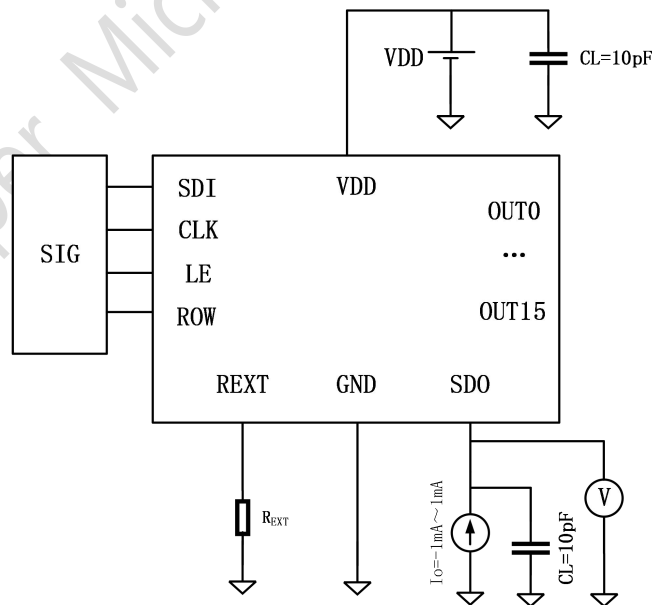 VDD
CL=10pF
SDI
VDD
CLK
OUT0
SIG
...
LE
ROW
OUT15
REXT
GND
SDO
REXT
Io=-1mA~1mA
V
CL=10pF